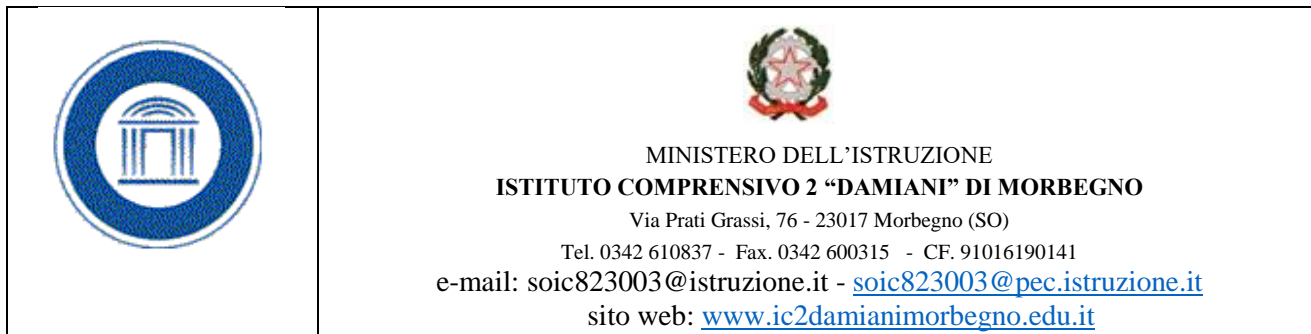 MINISTERO DELL’ISTRUZIONE
ISTITUTO COMPRENSIVO 2 “DAMIANI” DI MORBEGNO
Via Prati Grassi, 76 - 23017 Morbegno (SO)
Tel. 0342 610837 - Fax. 0342 600315 - CF. 91016190141
e-mail: soic823003@istruzione.it - soic823003@pec.istruzione.it
sito web: www.ic2damianimorbegno.edu.it